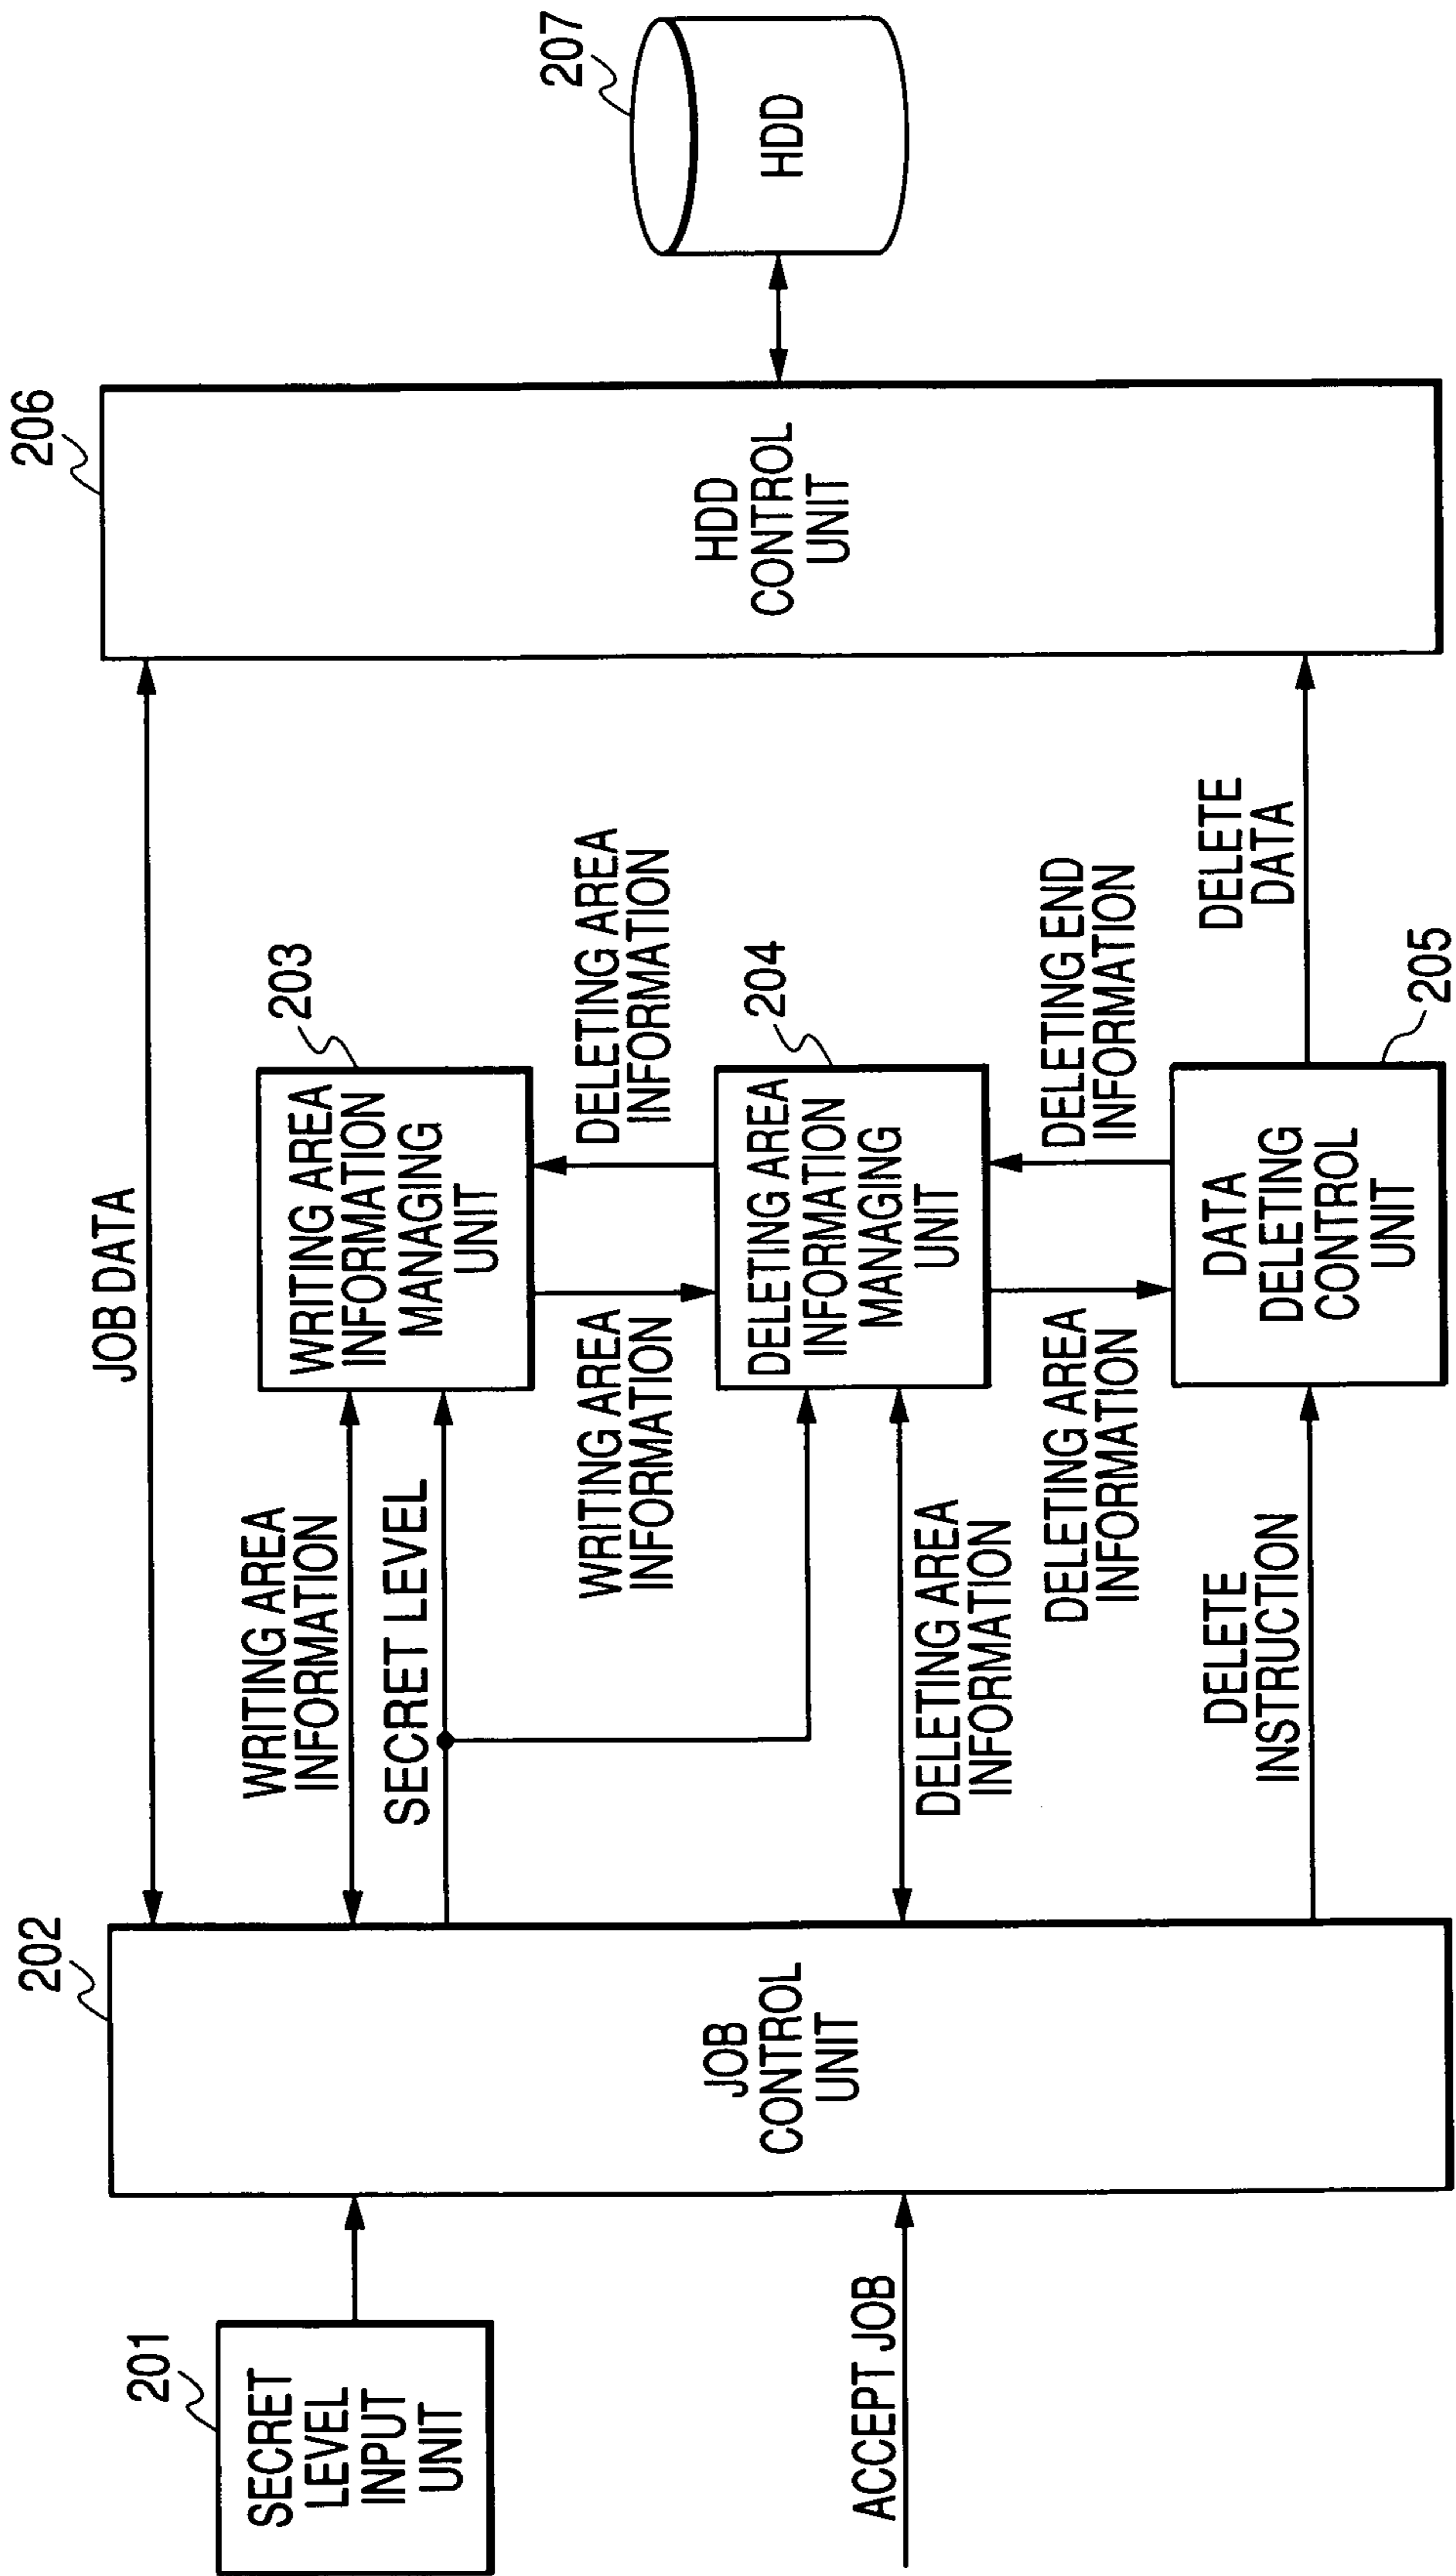 201
SECRET
LEVEL
INPUT
UNIT
ACCEPT JOB
202
JOB
CONTROL
UNIT
JOB DATA
WRITING AREA
INFORMATION
SECRET LEVEL
DELETING AREA
INFORMATION
DELETE
INSTRUCTION
203
WRITING AREA
INFORMATION
MANAGING
UNIT
WRITING AREA
INFORMATION
DELETING AREA
INFORMATION
204
DELETING AREA
INFORMATION
MANAGING
UNIT
DELETING AREA
INFORMATION
DELETING END
INFORMATION
205
DATA
DELETING
CONTROL
UNIT
DELETE
DATA
206
HDD
CONTROL
UNIT
207
HDD